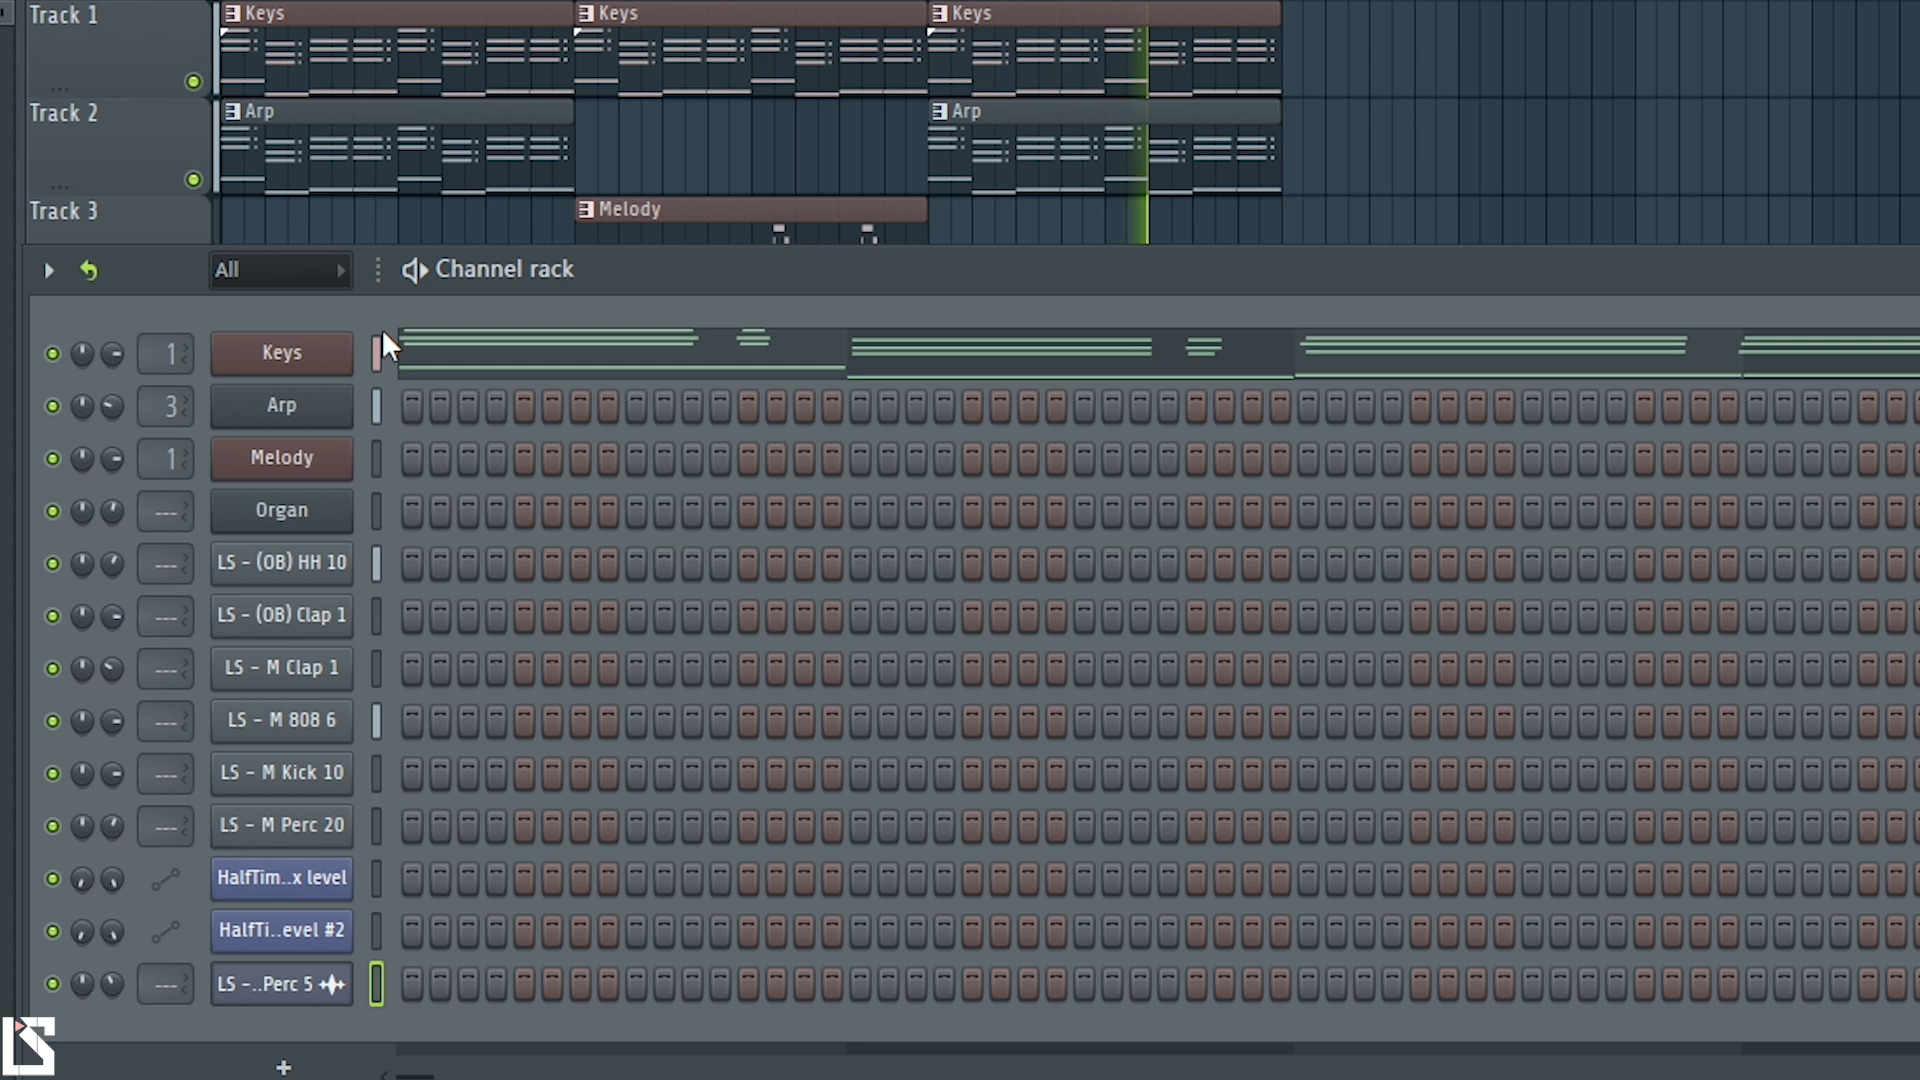 Track 1
Keys
Keys
Keys
Track 2
Arp
Arp
Track 3
Melody
All
Channel rack
1
Keys
3
Arp
1
Melody
---
Organ
---
LS - (OB) HH 10
---
LS - (OB) Clap 1
---
LS - M Clap 1
---
LS - M 808 6
---
LS - M Kick 10
---
LS - M Perc 20
HalfTim..x level
HalfTi..evel #2
---
LS -..Perc 5
LS
+